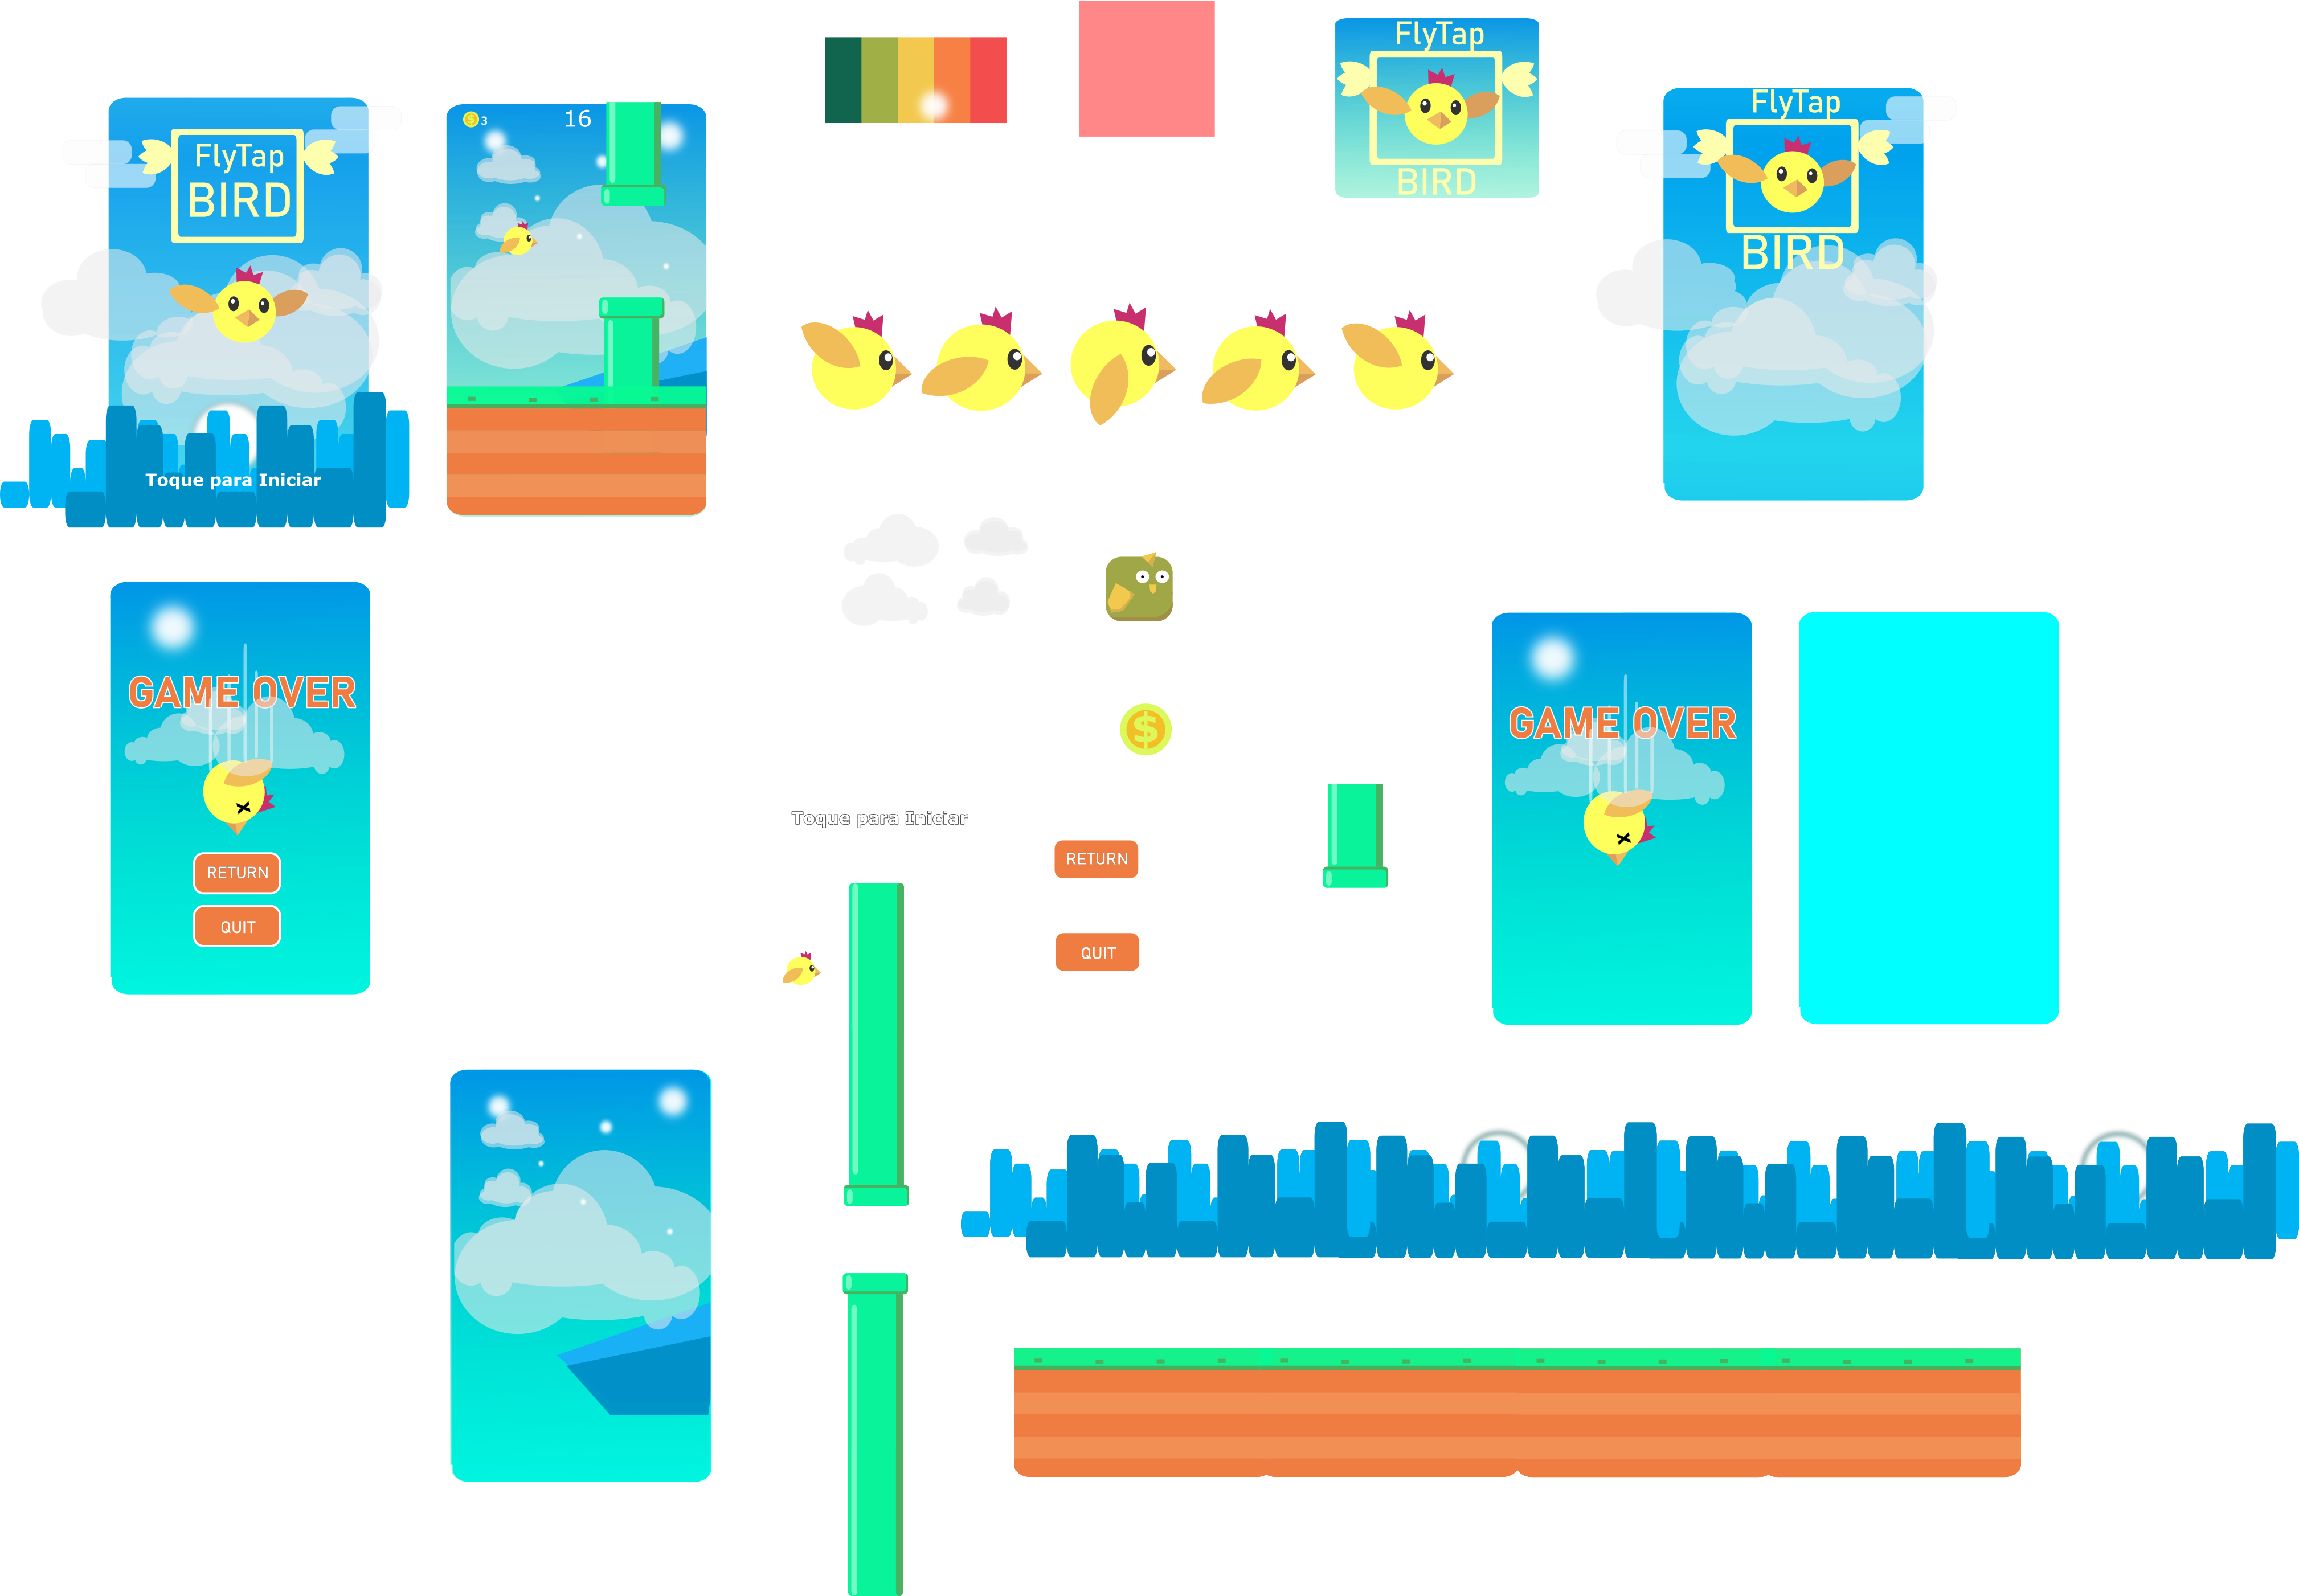 FlyTap
BIRD
Toque para Iniciar
$ 3
16
FlyTap
BIRD
FlyTap
BIRD
GAME OVER
RETURN
QUIT
$
Toque para Iniciar
RETURN
QUIT
GAME OVER